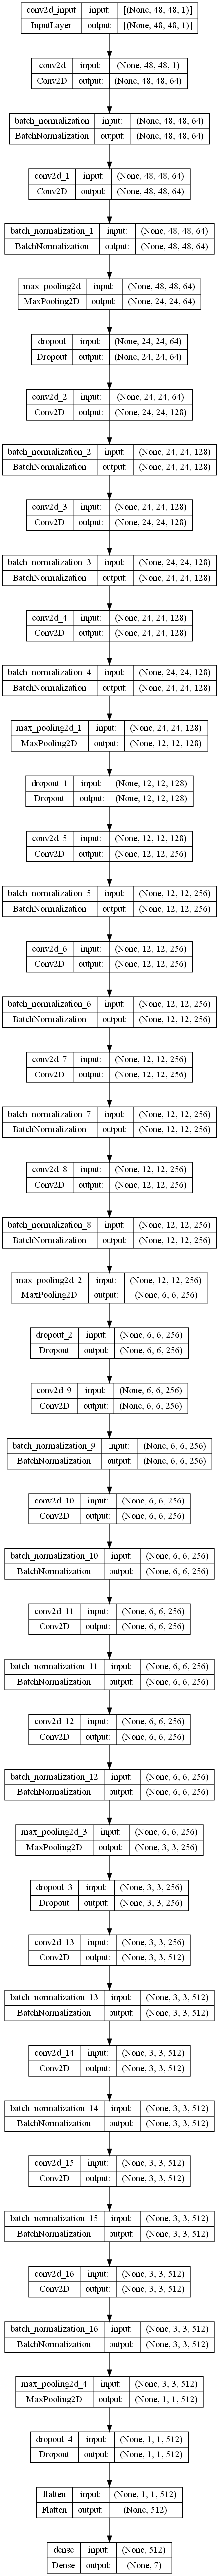 conv2d_input input: [(None, 48, 48, 1)]
InputLayer output: [(None, 48, 48, 1)]
conv2d input: (None, 48, 48, 1)
Conv2D output: (None, 48, 48, 64)
batch_normalization input: (None, 48, 48, 64)
BatchNormalization output: (None, 48, 48, 64)
conv2d_1 input: (None, 48, 48, 64)
Conv2D output: (None, 48, 48, 64)
batch_normalization_1 input: (None, 48, 48, 64)
BatchNormalization output: (None, 48, 48, 64)
max_pooling2d input: (None, 48, 48, 64)
MaxPooling2D output: (None, 24, 24, 64)
dropout input: (None, 24, 24, 64)
Dropout output: (None, 24, 24, 64)
conv2d_2 input: (None, 24, 24, 64)
Conv2D output: (None, 24, 24, 128)
batch_normalization_2 input: (None, 24, 24, 128)
BatchNormalization output: (None, 24, 24, 128)
conv2d_3 input: (None, 24, 24, 128)
Conv2D output: (None, 24, 24, 128)
batch_normalization_3 input: (None, 24, 24, 128)
BatchNormalization output: (None, 24, 24, 128)
conv2d_4 input: (None, 24, 24, 128)
Conv2D output: (None, 24, 24, 128)
batch_normalization_4 input: (None, 24, 24, 128)
BatchNormalization output: (None, 24, 24, 128)
max_pooling2d_1 input: (None, 24, 24, 128)
MaxPooling2D output: (None, 12, 12, 128)
dropout_1 input: (None, 12, 12, 128)
Dropout output: (None, 12, 12, 128)
conv2d_5 input: (None, 12, 12, 128)
Conv2D output: (None, 12, 12, 256)
batch_normalization_5 input: (None, 12, 12, 256)
BatchNormalization output: (None, 12, 12, 256)
conv2d_6 input: (None, 12, 12, 256)
Conv2D output: (None, 12, 12, 256)
batch_normalization_6 input: (None, 12, 12, 256)
BatchNormalization output: (None, 12, 12, 256)
conv2d_7 input: (None, 12, 12, 256)
Conv2D output: (None, 12, 12, 256)
batch_normalization_7 input: (None, 12, 12, 256)
BatchNormalization output: (None, 12, 12, 256)
conv2d_8 input: (None, 12, 12, 256)
Conv2D output: (None, 12, 12, 256)
batch_normalization_8 input: (None, 12, 12, 256)
BatchNormalization output: (None, 12, 12, 256)
max_pooling2d_2 input: (None, 12, 12, 256)
MaxPooling2D output: (None, 6, 6, 256)
dropout_2 input: (None, 6, 6, 256)
Dropout output: (None, 6, 6, 256)
conv2d_9 input: (None, 6, 6, 256)
Conv2D output: (None, 6, 6, 256)
batch_normalization_9 input: (None, 6, 6, 256)
BatchNormalization output: (None, 6, 6, 256)
conv2d_10 input: (None, 6, 6, 256)
Conv2D output: (None, 6, 6, 256)
batch_normalization_10 input: (None, 6, 6, 256)
BatchNormalization output: (None, 6, 6, 256)
conv2d_11 input: (None, 6, 6, 256)
Conv2D output: (None, 6, 6, 256)
batch_normalization_11 input: (None, 6, 6, 256)
BatchNormalization output: (None, 6, 6, 256)
conv2d_12 input: (None, 6, 6, 256)
Conv2D output: (None, 6, 6, 256)
batch_normalization_12 input: (None, 6, 6, 256)
BatchNormalization output: (None, 6, 6, 256)
max_pooling2d_3 input: (None, 6, 6, 256)
MaxPooling2D output: (None, 3, 3, 256)
dropout_3 input: (None, 3, 3, 256)
Dropout output: (None, 3, 3, 256)
conv2d_13 input: (None, 3, 3, 256)
Conv2D output: (None, 3, 3, 512)
batch_normalization_13 input: (None, 3, 3, 512)
BatchNormalization output: (None, 3, 3, 512)
conv2d_14 input: (None, 3, 3, 512)
Conv2D output: (None, 3, 3, 512)
batch_normalization_14 input: (None, 3, 3, 512)
BatchNormalization output: (None, 3, 3, 512)
conv2d_15 input: (None, 3, 3, 512)
Conv2D output: (None, 3, 3, 512)
batch_normalization_15 input: (None, 3, 3, 512)
BatchNormalization output: (None, 3, 3, 512)
conv2d_16 input: (None, 3, 3, 512)
Conv2D output: (None, 3, 3, 512)
batch_normalization_16 input: (None, 3, 3, 512)
BatchNormalization output: (None, 3, 3, 512)
max_pooling2d_4 input: (None, 3, 3, 512)
MaxPooling2D output: (None, 1, 1, 512)
dropout_4 input: (None, 1, 1, 512)
Dropout output: (None, 1, 1, 512)
flatten input: (None, 1, 1, 512)
Flatten output: (None, 512)
dense input: (None, 512)
Dense output: (None, 7)